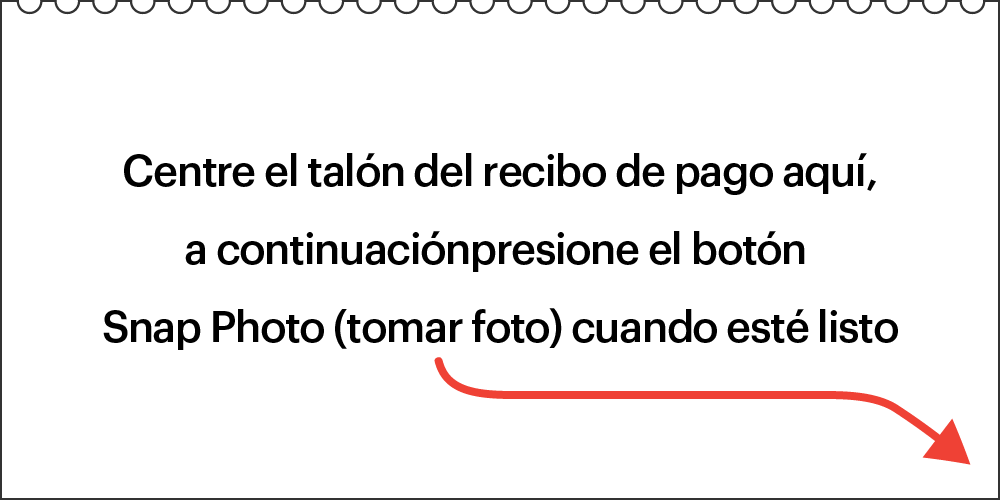 Centre el talón del recibo de pago aquí,
a continuaciónpresione el botón
Snap Photo (tomar foto) cuando esté listo